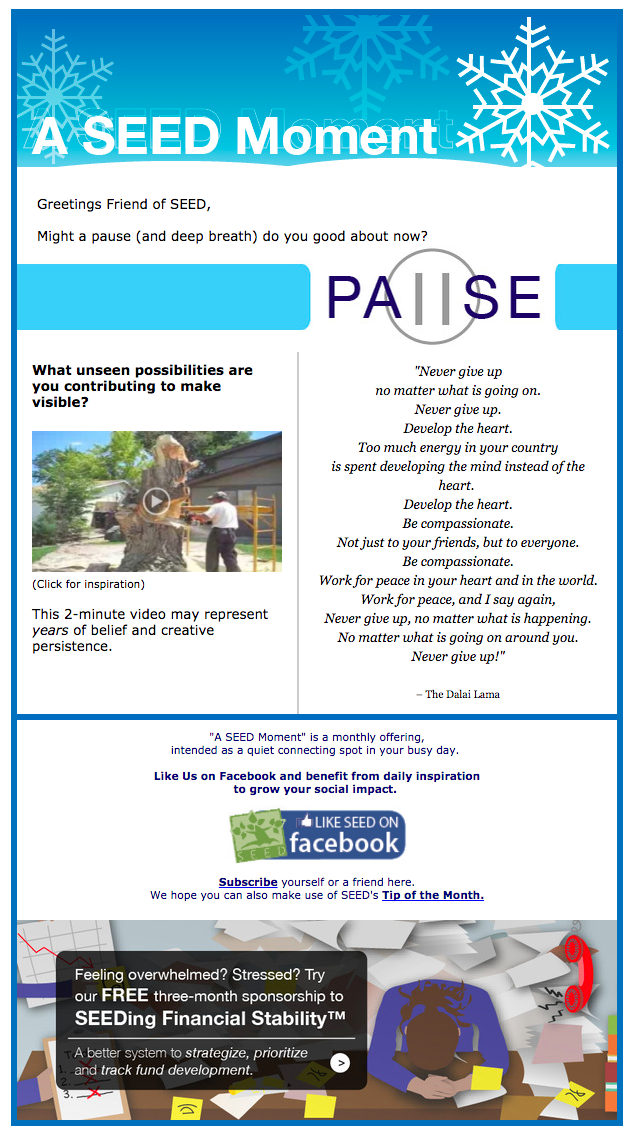 A SEED Moment
Greetings Friend of SEED,
Might a pause (and deep breath) do you good about now?
PAUSE
What unseen possibilities are
you contributing to make
visible?
(Click for inspiration)
This 2-minute video may represent
years of belief and creative
persistence.
"Never give up
no matter what is going on.
Never give up.
Develop the heart.
Too much energy in your country
is spent developing the mind instead of the
heart.
Develop the heart.
Be compassionate.
Not just to your friends, but to everyone.
Be compassionate.
Work for peace in your heart and in the world.
Work for peace, and I say again,
Never give up, no matter what is happening.
No matter what is going on around you.
Never give up!"
– The Dalai Lama
"A SEED Moment" is a monthly offering,
intended as a quiet connecting spot in your busy day.
Like Us on Facebook and benefit from daily inspiration
to grow your social impact.
SEED
LIKE SEED ON
facebook
Subscribe yourself or a friend here.
We hope you can also make use of SEED's Tip of the Month.
Feeling overwhelmed? Stressed? Try
our FREE three-month sponsorship to
SEEDing Financial Stability™
A better system to strategize, prioritize
and track fund development.
>
1.
2.
3.